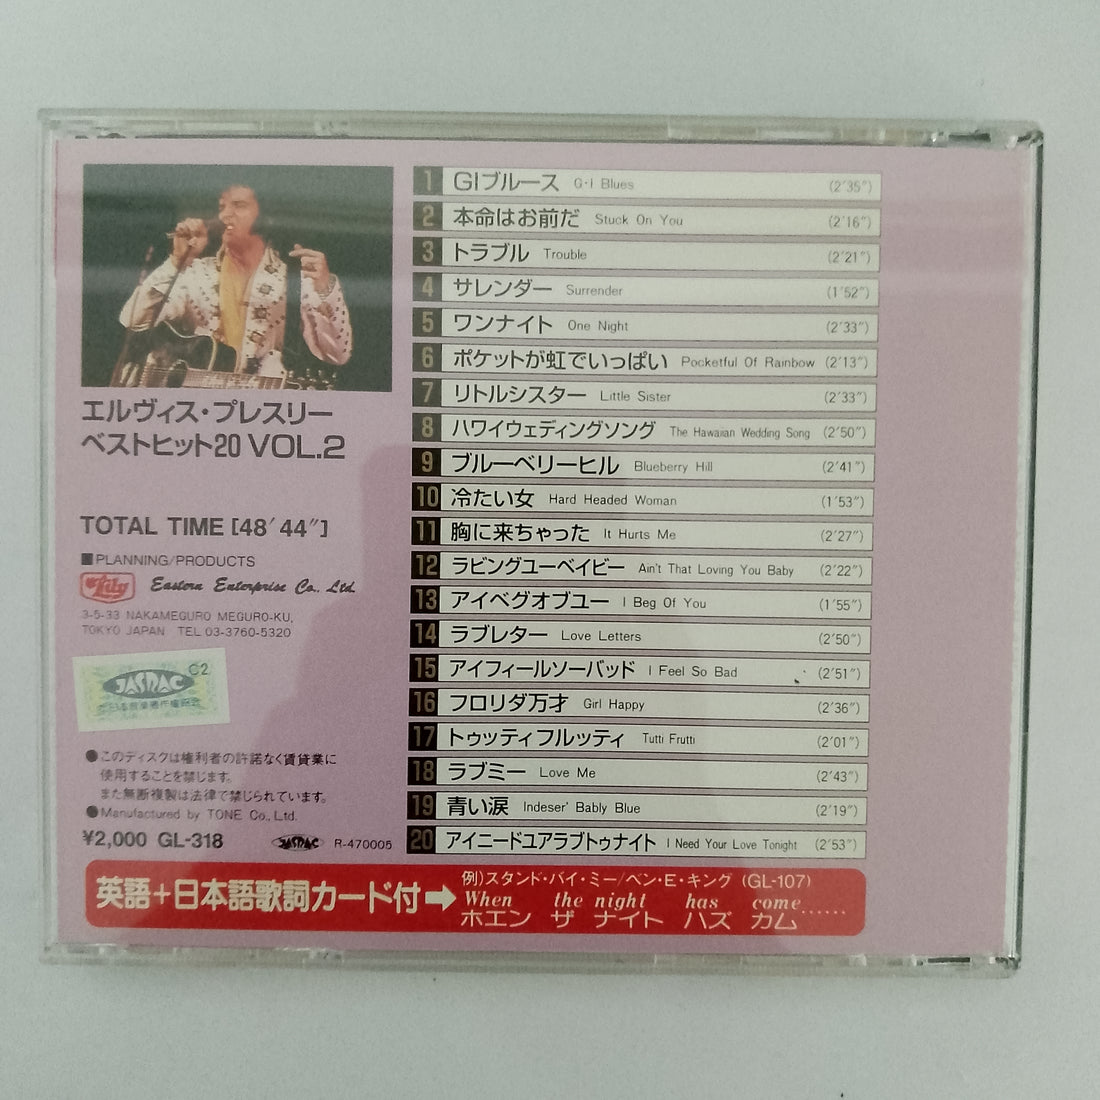 エルヴィス・プレスリー
ベストヒット20 VOL.2
TOTAL TIME [48′44″]
■PLANNING/PRODUCTS
Lily Eastern Enterprise Co., Ltd.
3-5-33 NAKAMEGURO MEGURO-KU,
TOKYO JAPAN TEL 03-3760-5320
C2
JASRAC
●このディスクは権利者の許諾なく賃貸業に
使用することを禁じます。
また無断複製は法律で禁じられています。
●Manufactured by TONE Co., Ltd.
¥2,000 GL-318 JASRAC R-470005
1 GIブルース G・I Blues (2′35″)
2 本命はお前だ Stuck On You (2′16″)
3 トラブル Trouble (2′21″)
4 サレンダー Surrender (1′52″)
5 ワンナイト One Night (2′33″)
6 ポケットが虹でいっぱい Pocketful Of Rainbow (2′13″)
7 リトルシスター Little Sister (2′33″)
8 ハワイウェディングソング The Hawaiian Wedding Song (2′50″)
9 ブルーベリーヒル Blueberry Hill (2′41″)
10 冷たい女 Hard Headed Woman (1′53″)
11 胸に来ちゃった It Hurts Me (2′27″)
12 ラビングユーベイビー Ain't That Loving You Baby (2′22″)
13 アイベグオブユー I Beg Of You (1′55″)
14 ラブレター Love Letters (2′50″)
15 アイフィールソーバッド I Feel So Bad (2′51″)
16 フロリダ万才 Girl Happy (2′36″)
17 トゥッティフルッティ Tutti Frutti (2′01″)
18 ラブミー Love Me (2′43″)
19 青い涙 Indeser' Bably Blue (2′19″)
20 アイニードユアラブトゥナイト I Need Your Love Tonight (2′53″)
英語+日本語歌詞カード付➡
例)スタンド・バイ・ミー/ベン・E・キング (GL-107)
When the night has come……
ホエン ザ ナイト ハズ カム